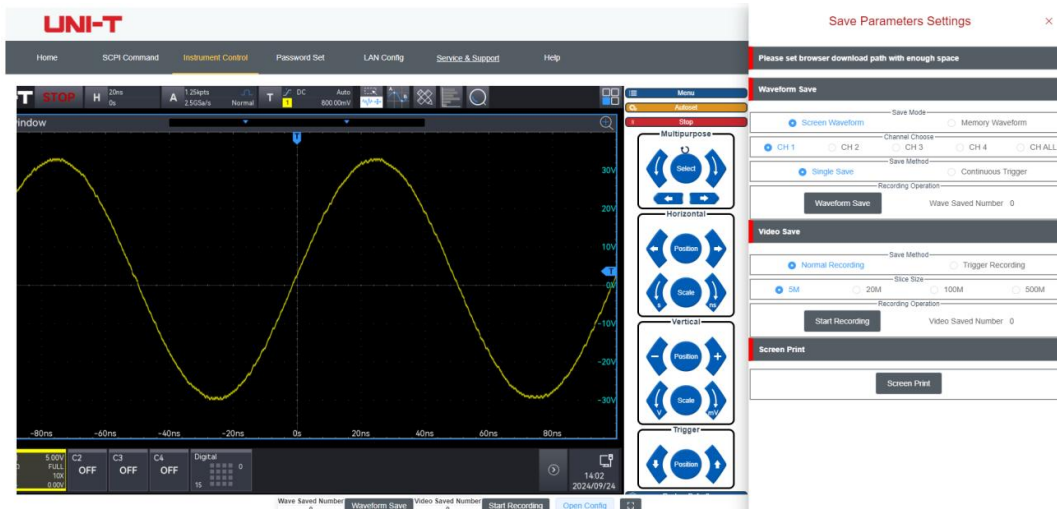 UNI-T
Save Parameters Settings ×
Home SCPI Command Instrument Control Password Set LAN Config Service & Support Help
Please set browser download path with enough space
Waveform Save
T STOP H 20ns 0s A 1.25kpts 2.5GSa/s Normal T 1 DC Auto 600.00mV
Menu
Autoset
Stop
indow
T
30V
20V
10V
T
0V
-10V
-20V
-30V
-80ns -60ns -40ns -20ns 0s 20ns 40ns 60ns 80ns
5.00V
FULL
10X
0.00V
C2 OFF
C3 OFF
C4 OFF
Digital
0
15
14:02
2024/09/24
Multipurpose
Select
Horizontal
Position
Scale
s ns
Vertical
Position
Scale
V mV
Trigger
Position
Save Mode
Screen Waveform Memory Waveform
Channel Choose
CH 1 CH 2 CH 3 CH 4 CH ALL
Save Method
Single Save Continuous Trigger
Recording Operation
Waveform Save Wave Saved Number 0
Video Save
Save Method
Normal Recording Trigger Recording
Slice Size
5M 20M 100M 500M
Recording Operation
Start Recording Video Saved Number 0
Screen Print
Screen Print
Wave Saved Number Waveform Save Video Saved Number Start Recording Open Config